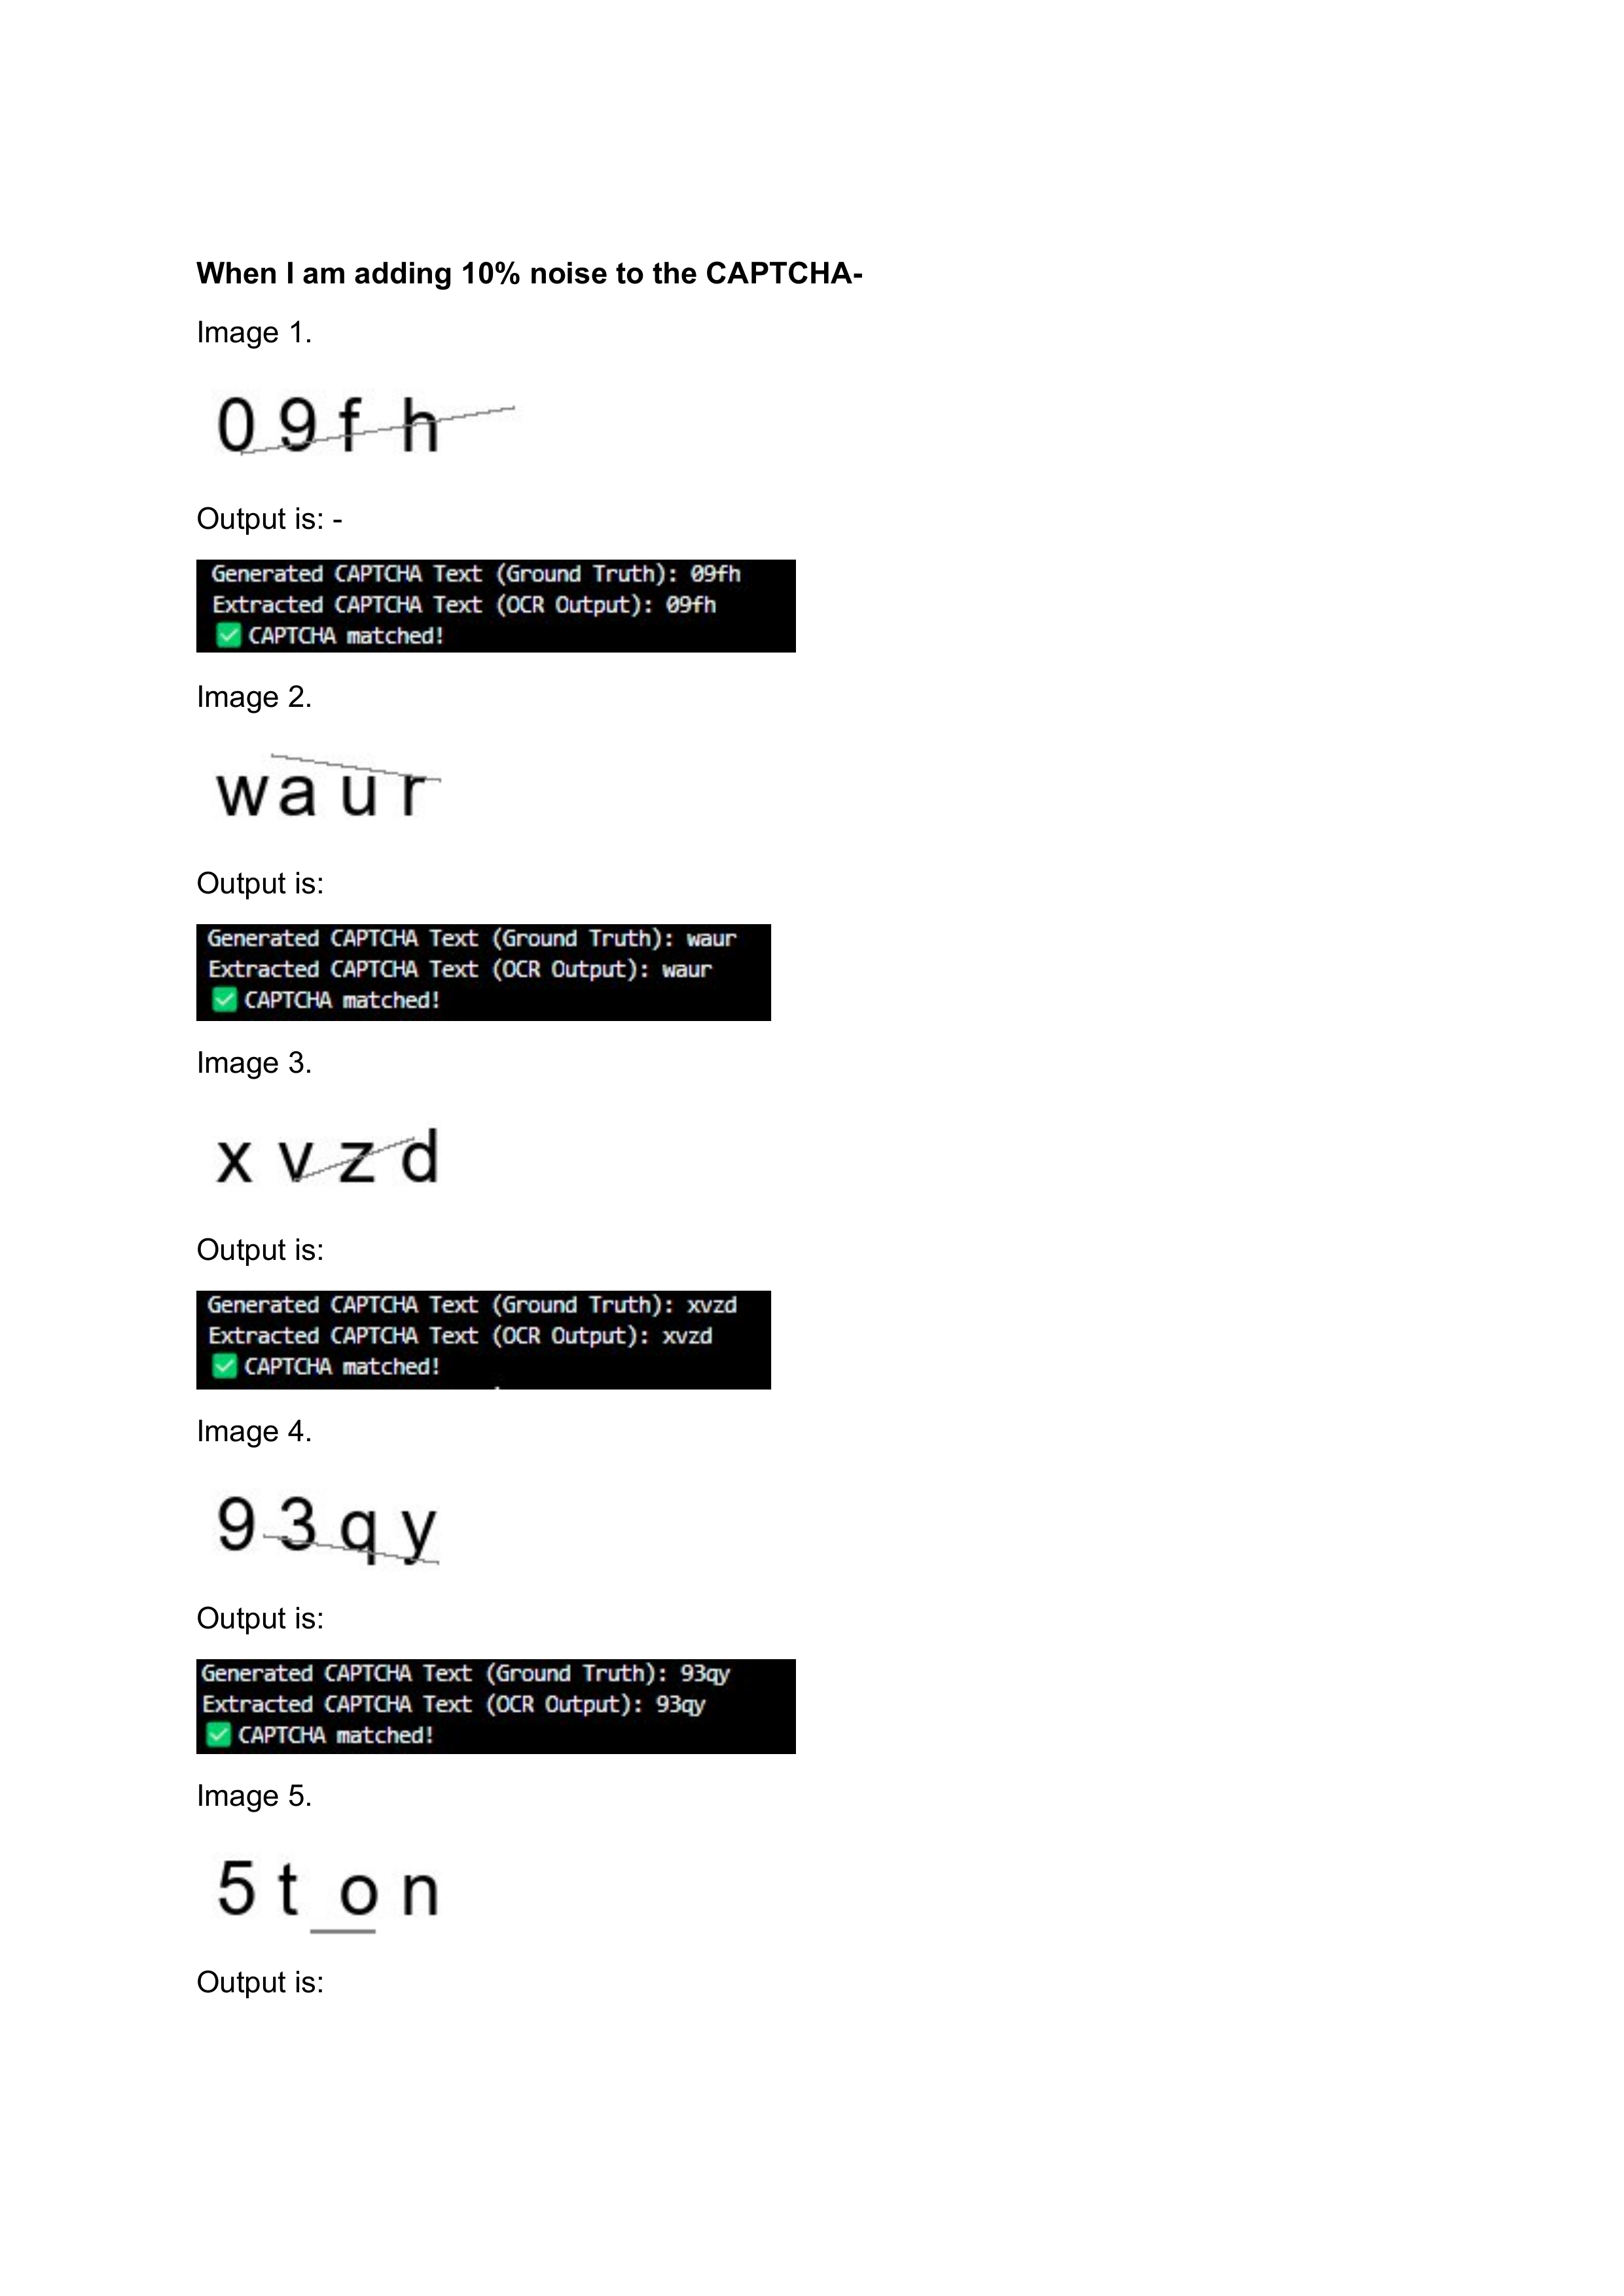 When I am adding 10% noise to the CAPTCHA-
Image 1.
0 9 f h
Output is: -
Generated CAPTCHA Text (Ground Truth): 09fh
Extracted CAPTCHA Text (OCR Output): 09fh
✅ CAPTCHA matched!
Image 2.
w a u r
Output is:
Generated CAPTCHA Text (Ground Truth): waur
Extracted CAPTCHA Text (OCR Output): waur
✅ CAPTCHA matched!
Image 3.
x v z d
Output is:
Generated CAPTCHA Text (Ground Truth): xvzd
Extracted CAPTCHA Text (OCR Output): xvzd
✅ CAPTCHA matched!
Image 4.
9 3 q y
Output is:
Generated CAPTCHA Text (Ground Truth): 93qy
Extracted CAPTCHA Text (OCR Output): 93qy
✅ CAPTCHA matched!
Image 5.
5 t o n
Output is: